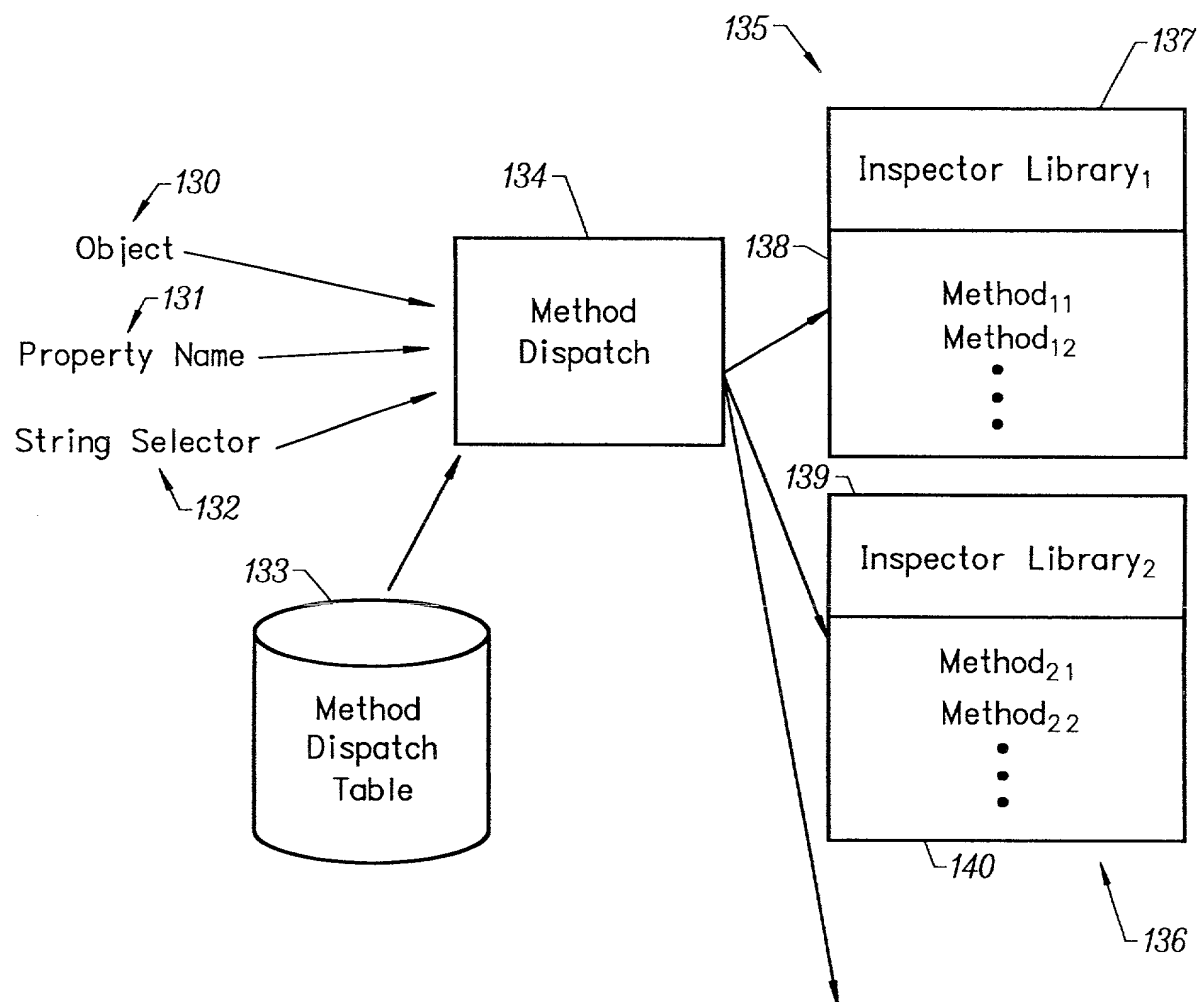 135
137
Inspector Library₁
130
134
Object
138
131
Method
Dispatch
Method₁₁
Method₁₂
Property Name
String Selector
132
139
Inspector Library₂
133
Method
Dispatch
Table
Method₂₁
Method₂₂
140
136